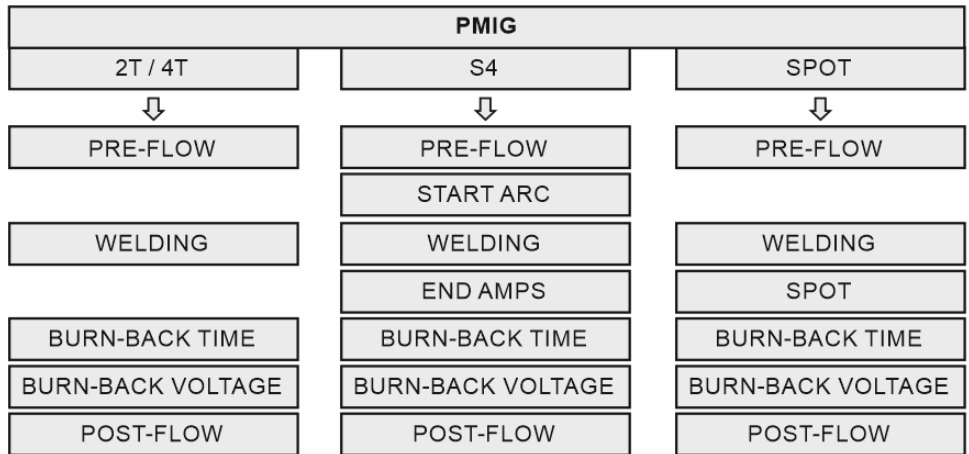 PMIG
2T / 4T S4 SPOT
PRE-FLOW PRE-FLOW PRE-FLOW
START ARC
WELDING WELDING WELDING
END AMPS SPOT
BURN-BACK TIME BURN-BACK TIME BURN-BACK TIME
BURN-BACK VOLTAGE BURN-BACK VOLTAGE BURN-BACK VOLTAGE
POST-FLOW POST-FLOW POST-FLOW